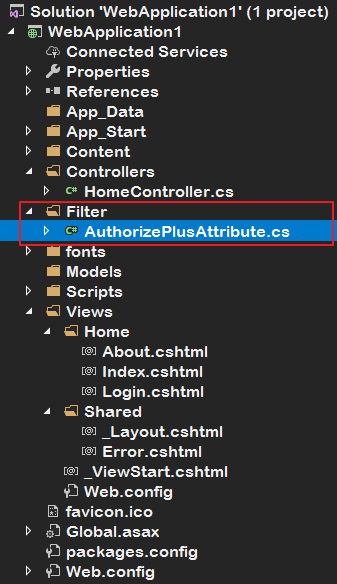 Solution 'WebApplication1' (1 project)
WebApplication1
Connected Services
Properties
References
App_Data
App_Start
Content
Controllers
C# HomeController.cs
Filter
C# AuthorizePlusAttribute.cs
fonts
Models
Scripts
Views
Home
[@] About.cshtml
[@] Index.cshtml
[@] Login.cshtml
Shared
[@] _Layout.cshtml
[@] Error.cshtml
[@] _ViewStart.cshtml
Web.config
favicon.ico
Global.asax
packages.config
Web.config